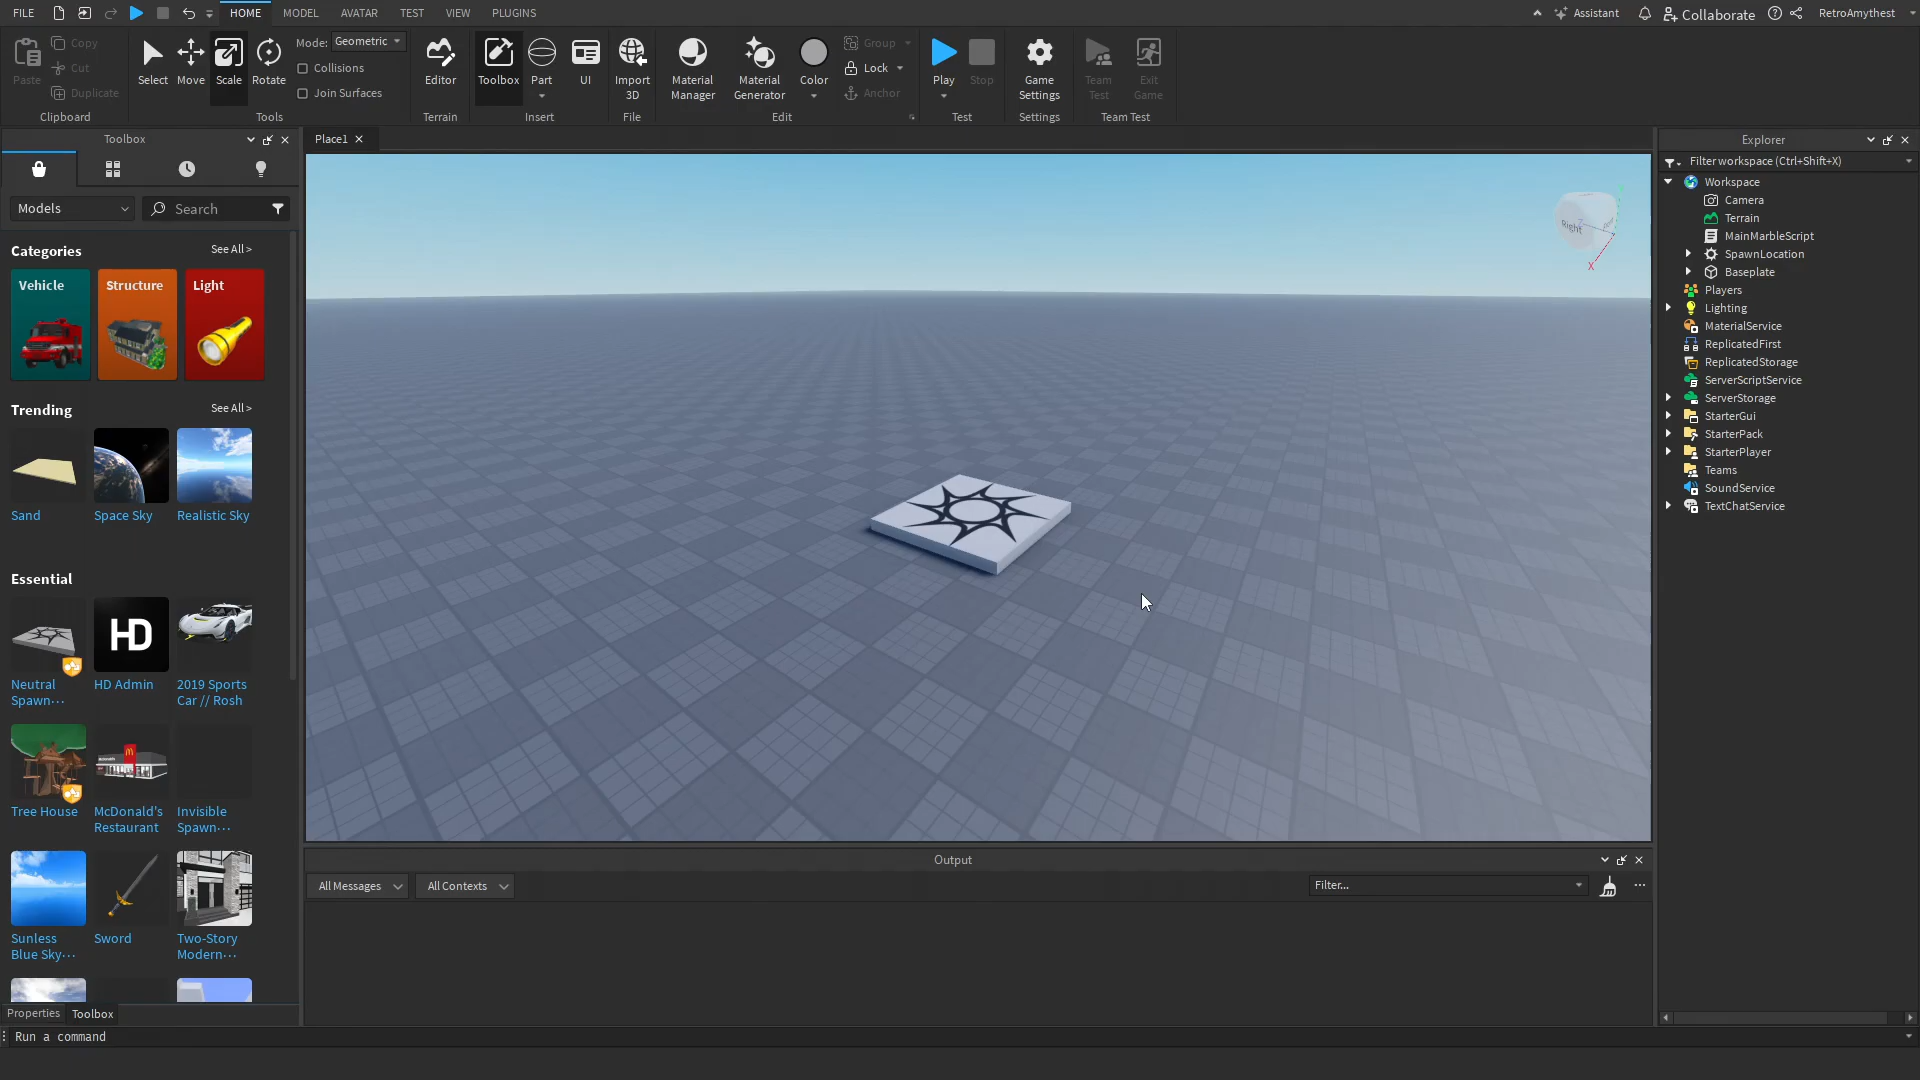 FILE HOME MODEL AVATAR TEST VIEW PLUGINS Assistant Collaborate RetroAmythest
Paste Copy Cut Duplicate
Clipboard
Select Move Scale Rotate
Mode: Geometric
Collisions
Join Surfaces
Tools
Editor
Terrain
Toolbox Part UI
Insert
Import
3D
File
Material
Manager
Material
Generator
Color
Group
Lock
Anchor
Edit
Play Stop
Test
Game
Settings
Settings
Team
Test
Exit
Game
Team Test
Toolbox
Models
Search
Categories See All >
Vehicle Structure Light
Trending See All >
Sand Space Sky Realistic Sky
Essential
HD
Neutral
Spawn...
HD Admin
2019 Sports
Car // Rosh
Tree House
McDonald's
Restaurant
Invisible
Spawn...
Sunless
Blue Sky...
Sword
Two-Story
Modern...
Properties Toolbox
Run a command
Place1
Right
X
Output
All Messages All Contexts Filter...
Explorer
Filter workspace (Ctrl+Shift+X)
Workspace
Camera
Terrain
MainMarbleScript
SpawnLocation
Baseplate
Players
Lighting
MaterialService
ReplicatedFirst
ReplicatedStorage
ServerScriptService
ServerStorage
StarterGui
StarterPack
StarterPlayer
Teams
SoundService
TextChatService